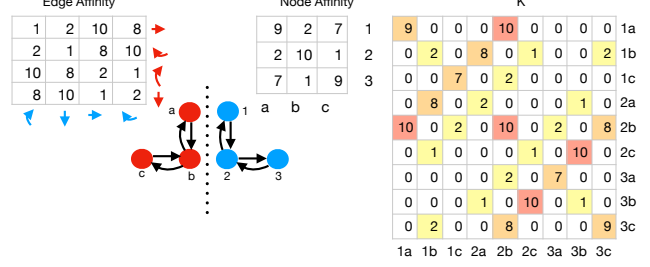 Edge Affinity
1 2 10 8
2 1 8 10
10 8 2 1
8 10 1 2
Node Affinity
9 2 7 1
2 10 1 2
7 1 9 3
a b c
a 1
c b 2 3
K
9 0 0 0 10 0 0 0 0 1a
0 2 0 8 0 1 0 0 2 1b
0 0 7 0 2 0 0 0 0 1c
0 8 0 2 0 0 0 1 0 2a
10 0 2 0 10 0 2 0 8 2b
0 1 0 0 0 1 0 10 0 2c
0 0 0 0 2 0 7 0 0 3a
0 0 0 1 0 10 0 1 0 3b
0 2 0 0 8 0 0 0 9 3c
1a 1b 1c 2a 2b 2c 3a 3b 3c